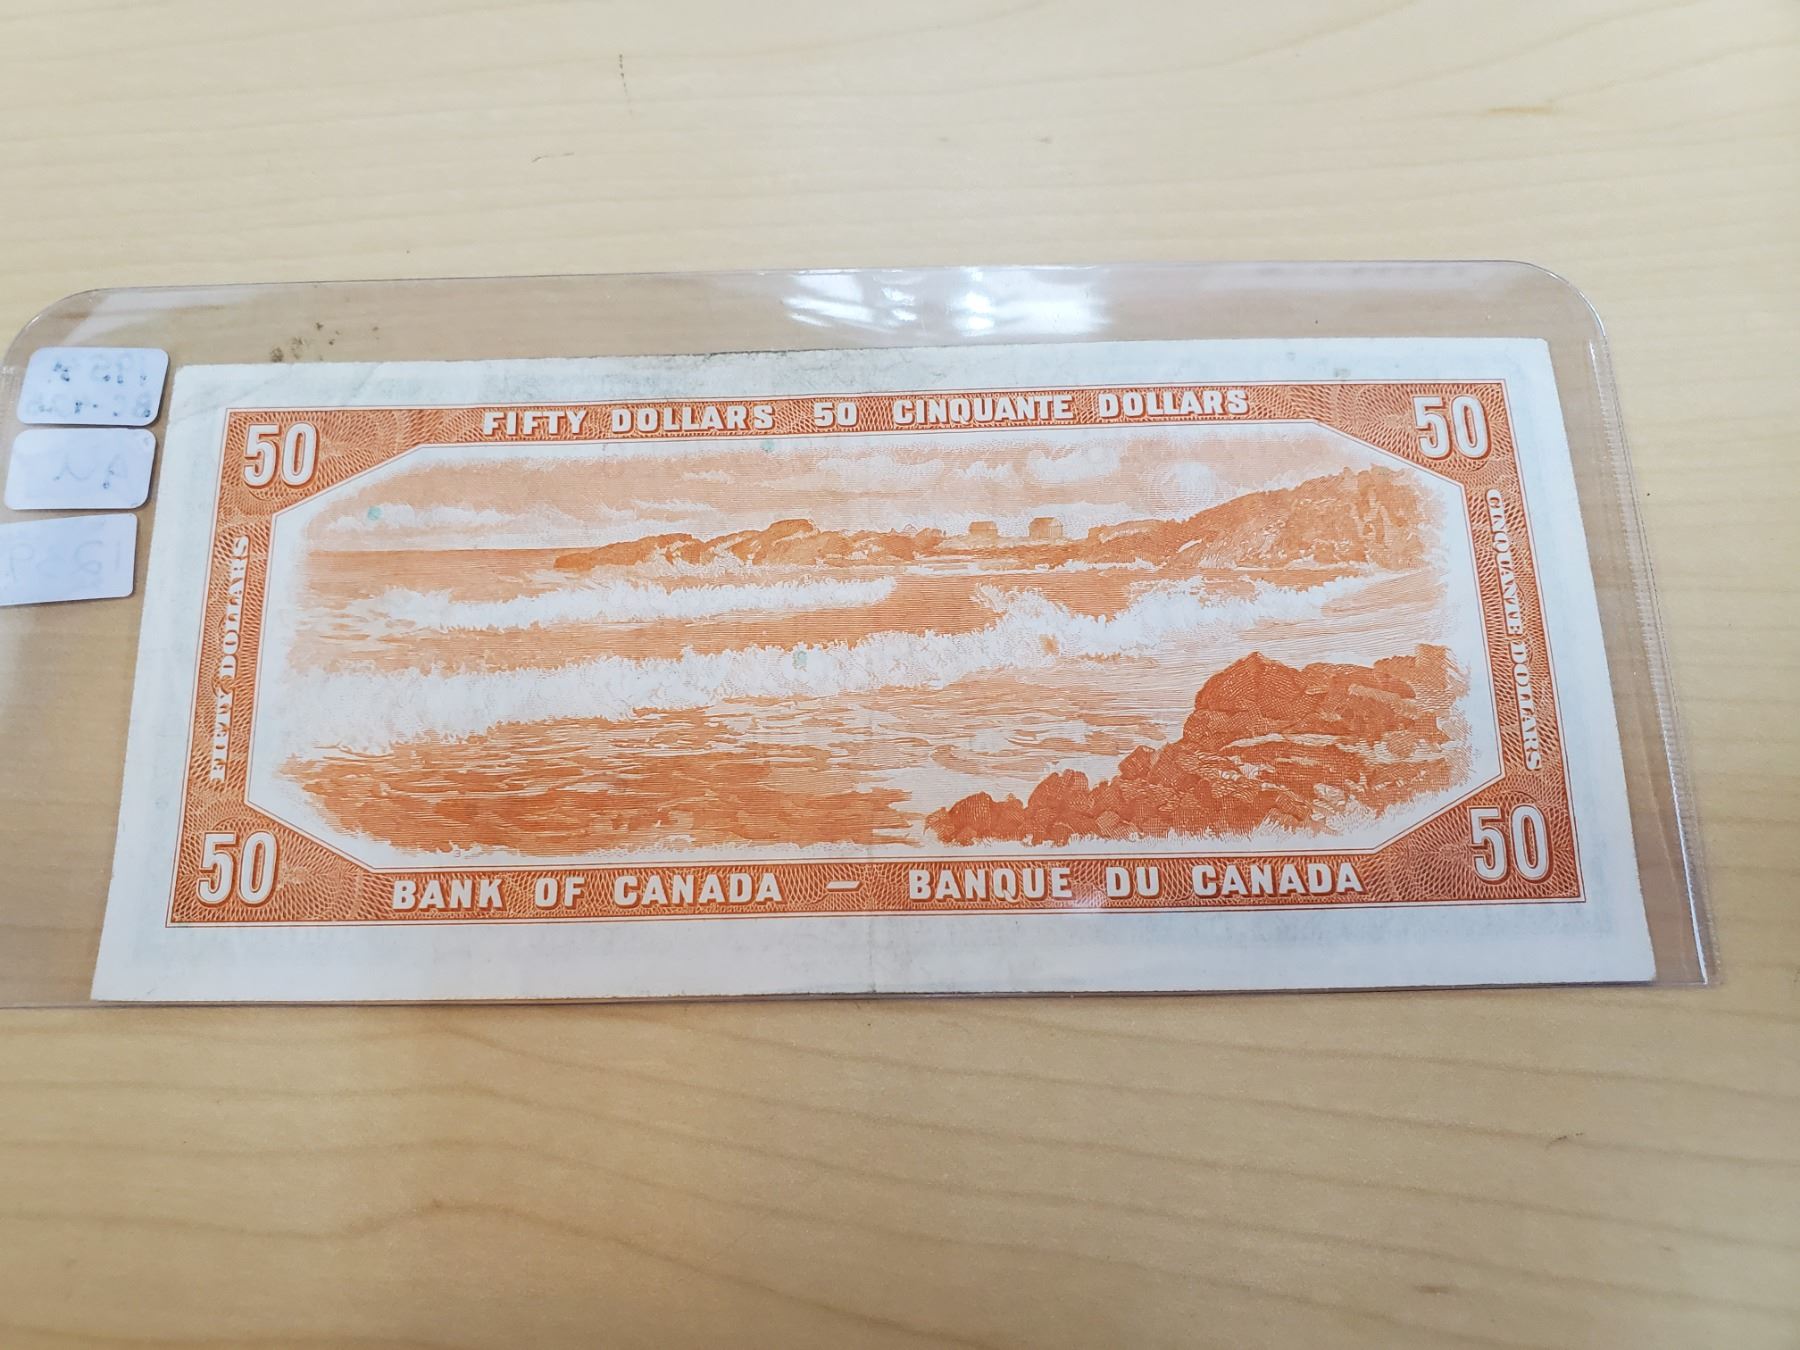 FIFTY DOLLARS 50 CINQUANTE DOLLARS
50
50
FIFTY DOLLARS
CINQUANTE DOLLARS
50
50
BANK OF CANADA — BANQUE DU CANADA